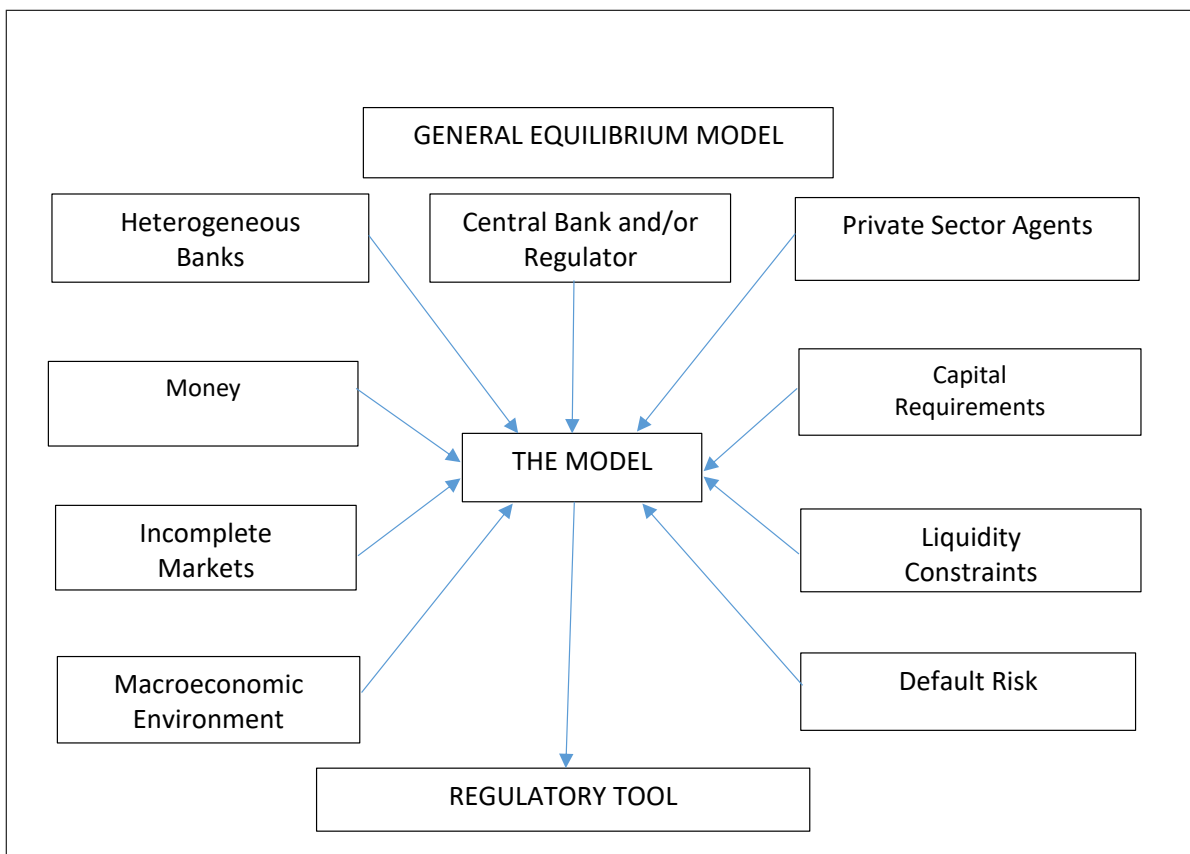 GENERAL EQUILIBRIUM MODEL
Heterogeneous
Banks
Central Bank and/or
Regulator
Private Sector Agents
Money
Capital
Requirements
THE MODEL
Incomplete
Markets
Liquidity
Constraints
Macroeconomic
Environment
Default Risk
REGULATORY TOOL